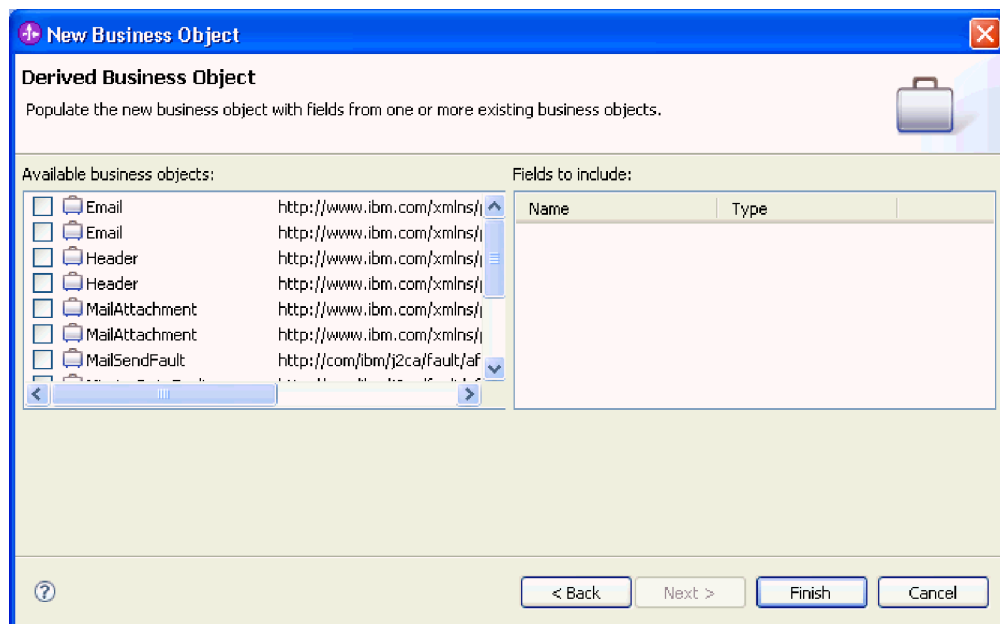 New Business Object
Derived Business Object
Populate the new business object with fields from one or more existing business objects.
Available business objects:
Fields to include:
Email http://www.ibm.com/xmlns/
Email http://www.ibm.com/xmlns/
Header http://www.ibm.com/xmlns/
Header http://www.ibm.com/xmlns/
MailAttachment http://www.ibm.com/xmlns/
MailAttachment http://www.ibm.com/xmlns/
MailSendFault http://com/ibm/j2ca/fault/af
Name Type
? < Back Next > Finish Cancel